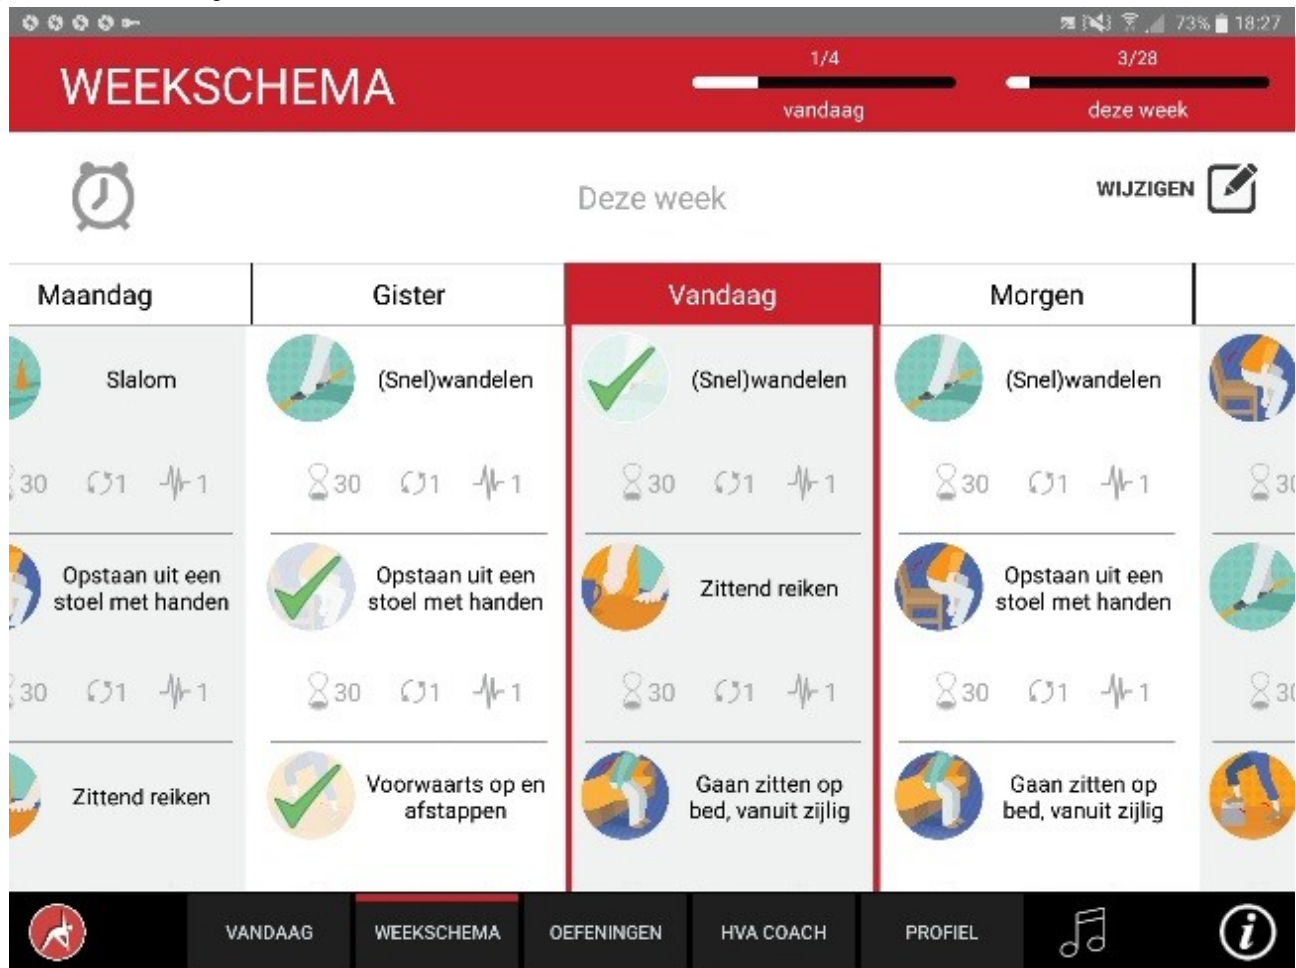 73% 18:27
WEEKSCHEMA
1/4
vandaag
3/28
deze week
Deze week
WIJZIGEN
Maandag
Gister
Vandaag
Morgen
Slalom
30 1 1
Opstaan uit een
stoel met handen
30 1 1
Zittend reiken
(Snel)wandelen
30 1 1
Opstaan uit een
stoel met handen
30 1 1
Voorwaarts op en
afstappen
(Snel)wandelen
30 1 1
Zittend reiken
30 1 1
Gaan zitten op
bed, vanuit zijlig
(Snel)wandelen
30 1 1
Opstaan uit een
stoel met handen
30 1 1
Gaan zitten op
bed, vanuit zijlig
30
30
VANDAAG
WEEKSCHEMA
OEFENINGEN
HVA COACH
PROFIEL